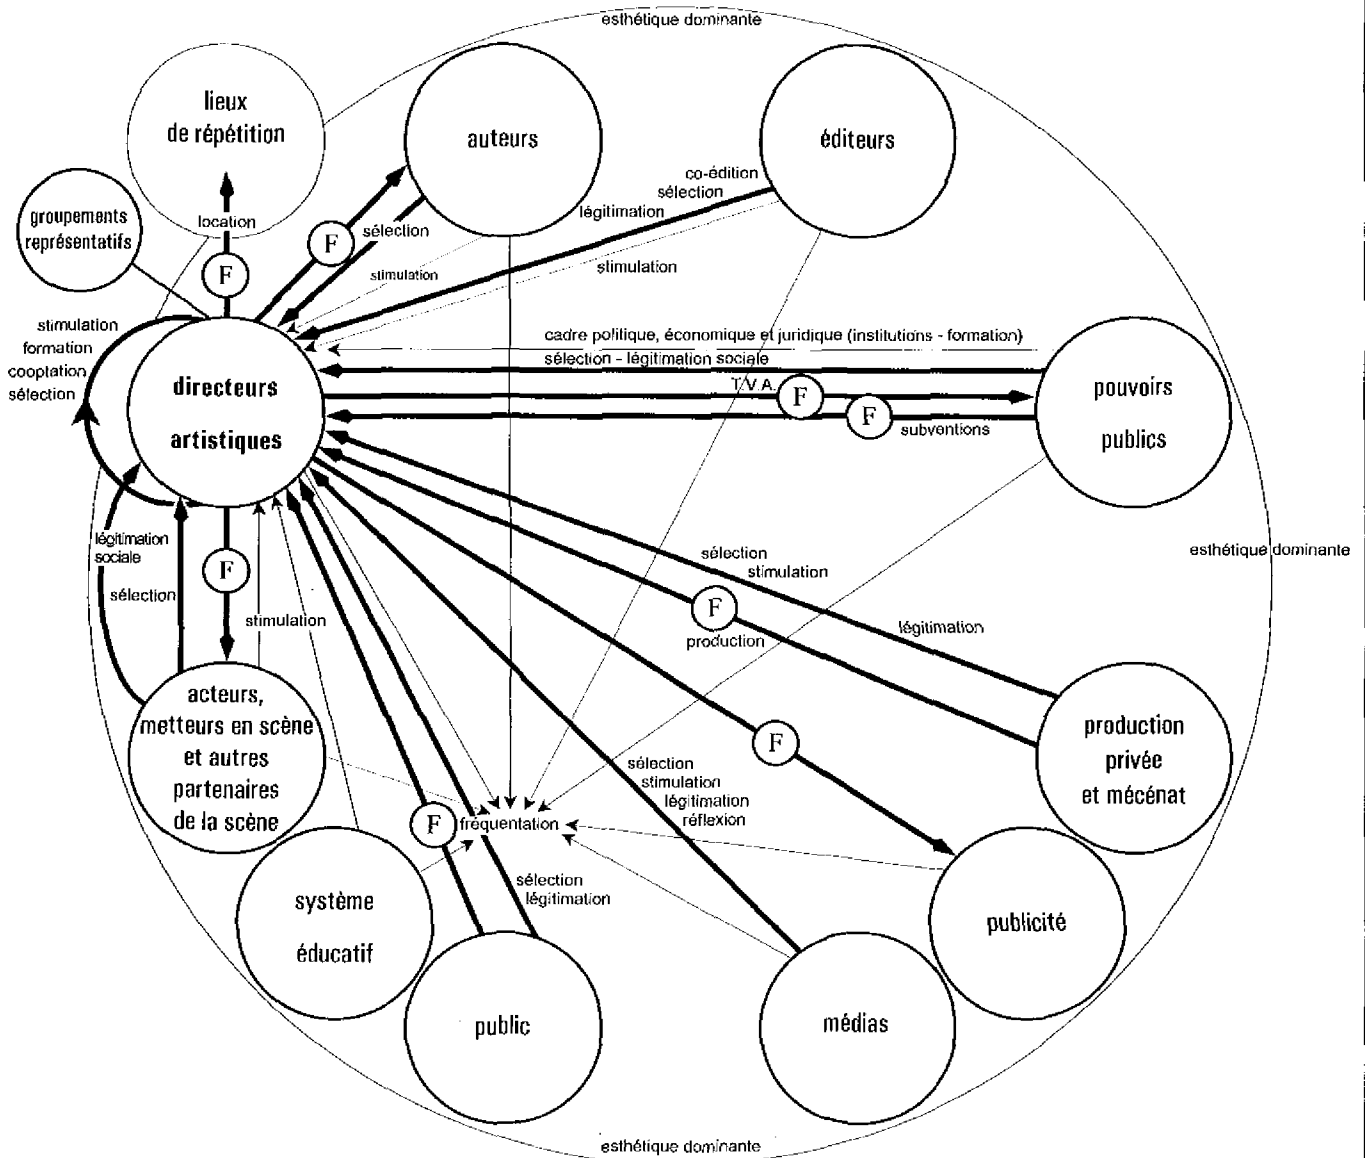 esthétique dominante
lieux
de répétition
auteurs
éditeurs
co-édition
sélection
légitimation
stimulation
groupements
représentatifs
location
F
F
sélection
stimulation
stimulation
formation
cooptation
sélection
directeurs
artistiques
cadre politique, économique et juridique (institutions - formation)
sélection - légitimation sociale
T.V.A.
F
F
subventions
pouvoirs
publics
esthétique dominante
légitimation
sociale
F
sélection
stimulation
sélection
stimulation
F
production
légitimation
acteurs,
metteurs en scène
et autres
partenaires
de la scène
production
privée
et mécénat
F
sélection
stimulation
légitimation
réflexion
F
fréquentation
sélection
légitimation
système
éducatif
publicité
public
médias
esthétique dominante